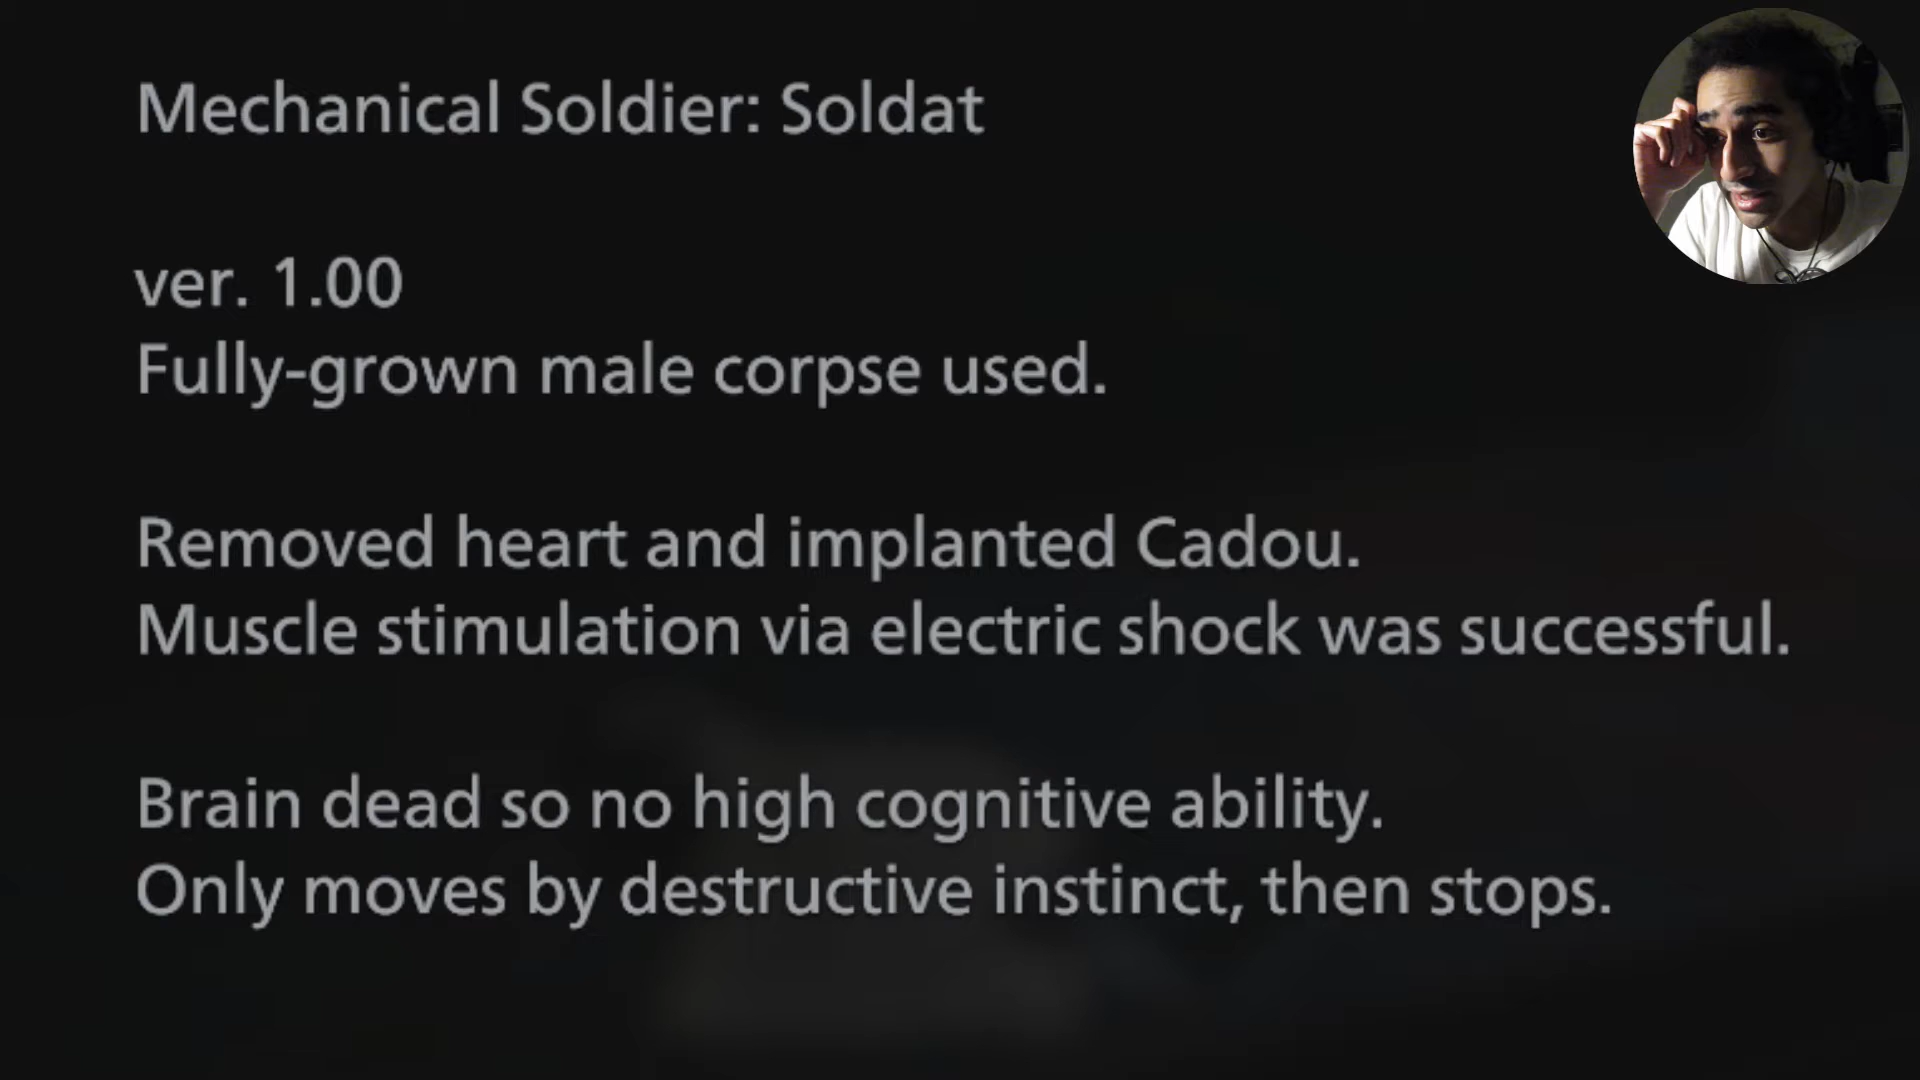 Mechanical Soldier: Soldat
ver. 1.00
Fully-grown male corpse used.
Removed heart and implanted Cadou.
Muscle stimulation via electric shock was successful.
Brain dead so no high cognitive ability.
Only moves by destructive instinct, then stops.